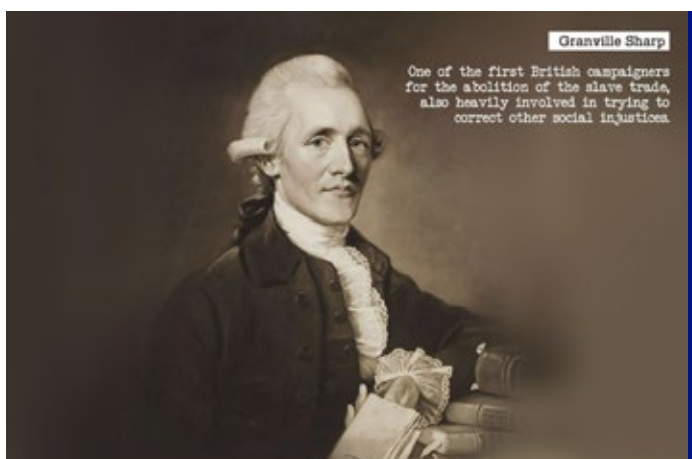 Granville Sharp
One of the first British campaigners
for the abolition of the slave trade,
also heavily involved in trying to
correct other social injustices.